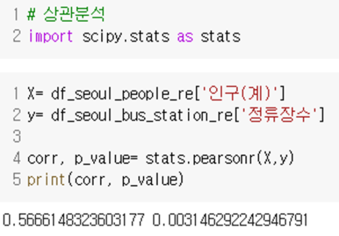 1 # 상관분석
2 import scipy.stats as stats
1 X= df_seoul_people_re['인구(계)']
2 y= df_seoul_bus_station_re['정류장수']
3
4 corr, p_value= stats.pearsonr(X,y)
5 print(corr, p_value)
0.5666148323603177 0.003146292242946791